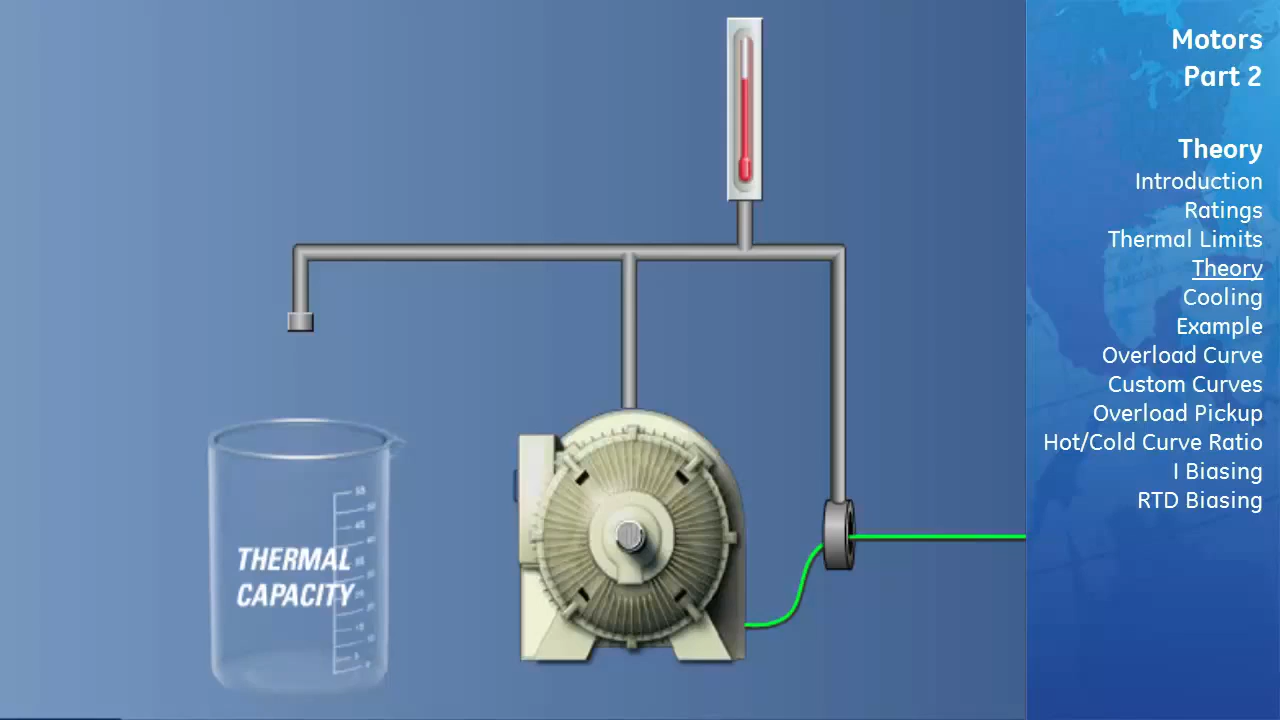 Motors
Part 2
Theory
Introduction
Ratings
Thermal Limits
Theory
Cooling
Example
Overload Curve
Custom Curves
Overload Pickup
Hot/Cold Curve Ratio
I Biasing
RTD Biasing
THERMAL
CAPACITY